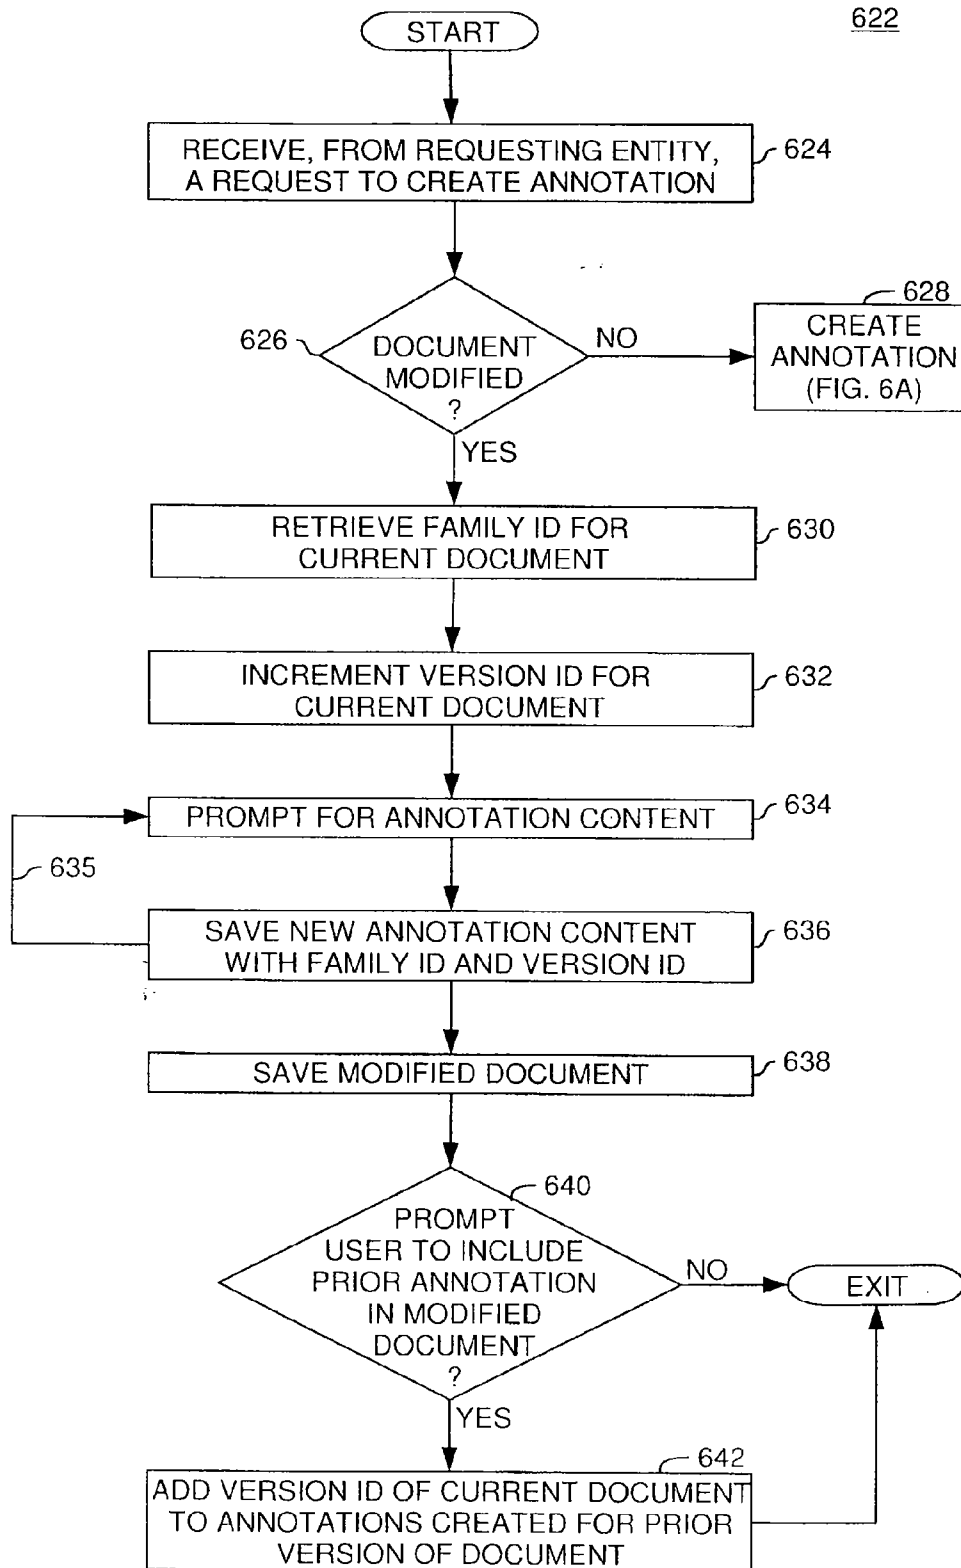 622
START
RECEIVE, FROM REQUESTING ENTITY,
A REQUEST TO CREATE ANNOTATION
624
DOCUMENT
MODIFIED
?
626
NO
628
CREATE
ANNOTATION
(FIG. 6A)
YES
RETRIEVE FAMILY ID FOR
CURRENT DOCUMENT
630
INCREMENT VERSION ID FOR
CURRENT DOCUMENT
632
PROMPT FOR ANNOTATION CONTENT
634
635
SAVE NEW ANNOTATION CONTENT
WITH FAMILY ID AND VERSION ID
636
SAVE MODIFIED DOCUMENT
638
640
PROMPT
USER TO INCLUDE
PRIOR ANNOTATION
IN MODIFIED
DOCUMENT
?
NO
EXIT
YES
642
ADD VERSION ID OF CURRENT DOCUMENT
TO ANNOTATIONS CREATED FOR PRIOR
VERSION OF DOCUMENT